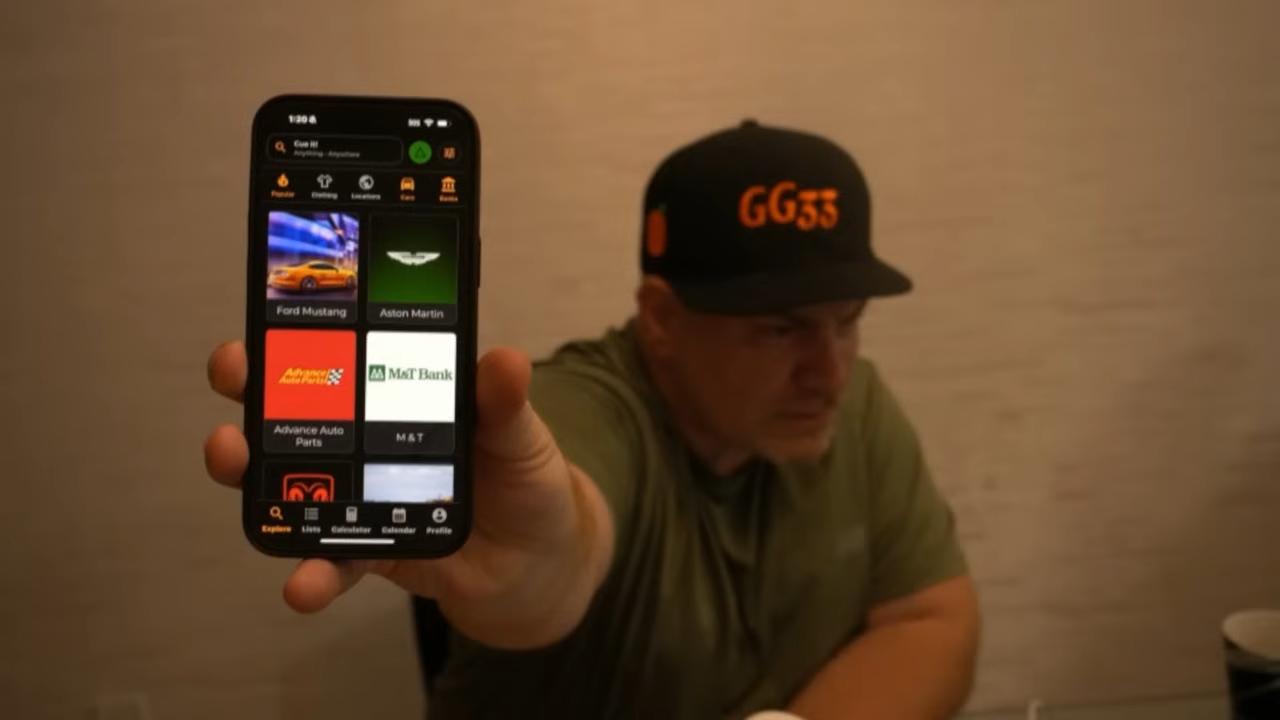 1:20
SOS
Cue it!
Anything - Anywhere
Popular
Clothing
Locations
Cars
Banks
Ford Mustang
Aston Martin
Advance
Auto Parts
M&T Bank
Advance Auto
Parts
M & T
Explore
Lists
Calculator
Calendar
Profile
GG33